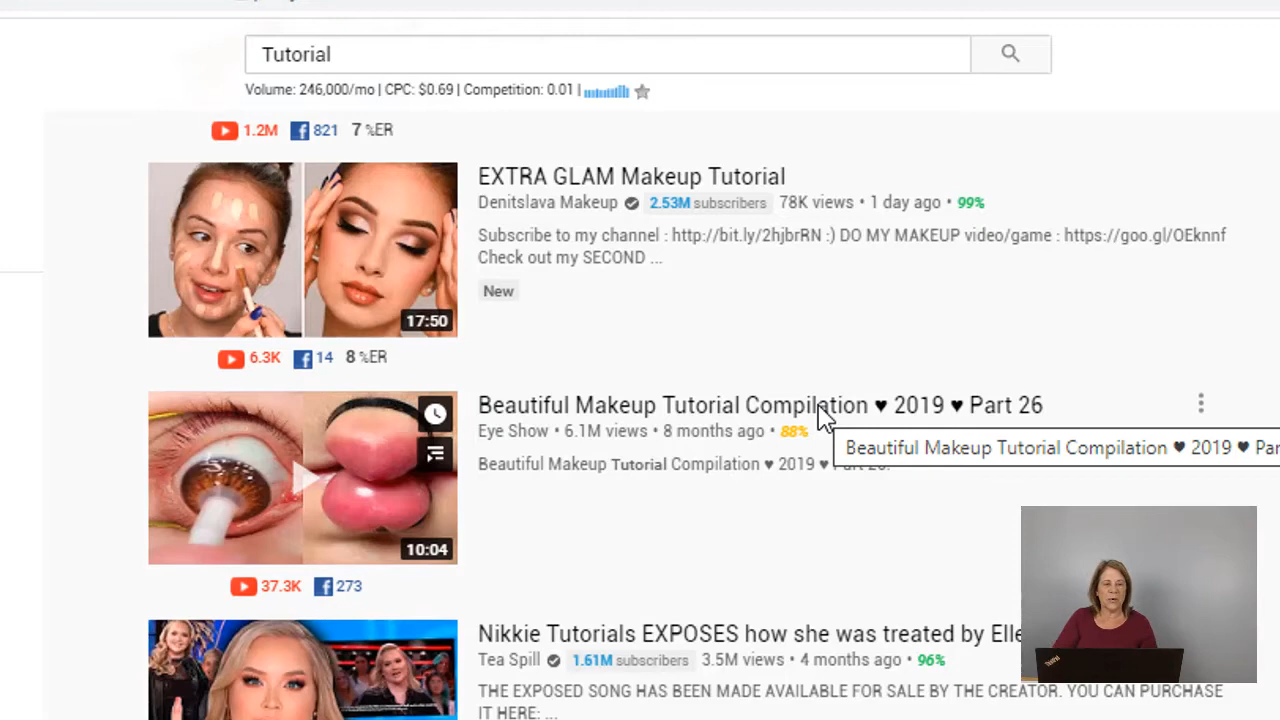 Tutorial
Volume: 246,000/mo | CPC: $0.69 | Competition: 0.01 |
1.2M 821 7 %ER
EXTRA GLAM Makeup Tutorial
Denitslava Makeup 2.53M subscribers 78K views • 1 day ago • 99%
Subscribe to my channel : http://bit.ly/2hjbrRN :) DO MY MAKEUP video/game : https://goo.gl/OEknnf
Check out my SECOND ...
New
17:50
6.3K 14 8 %ER
Beautiful Makeup Tutorial Compilation ♥ 2019 ♥ Part 26
Eye Show • 6.1M views • 8 months ago • 88%
Beautiful Makeup Tutorial Compilation ♥ 2019 ♥ Par
Beautiful Makeup Tutorial Compilation ♥ 2019 ♥ Part 26.
10:04
37.3K 273
Nikkie Tutorials EXPOSES how she was treated by Elle
Tea Spill 1.61M subscribers 3.5M views • 4 months ago • 96%
THE EXPOSED SONG HAS BEEN MADE AVAILABLE FOR SALE BY THE CREATOR. YOU CAN PURCHASE
IT HERE: ...